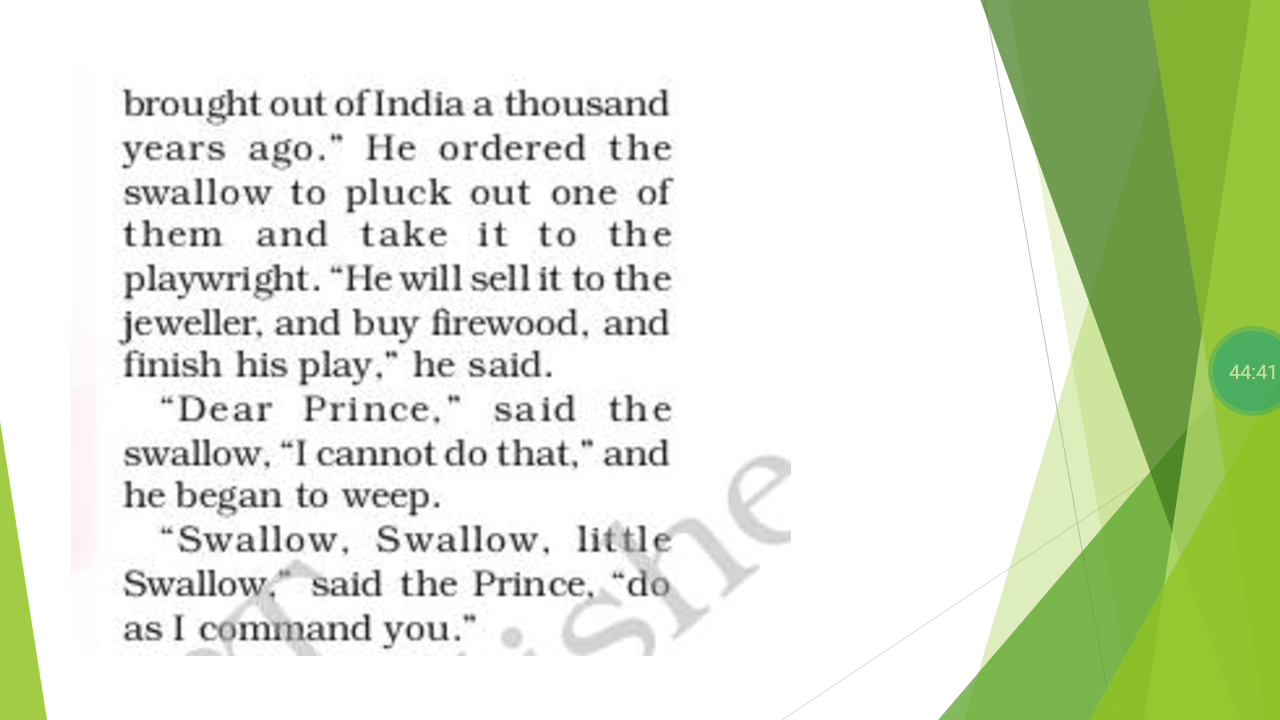 brought out of India a thousand
years ago.” He ordered the
swallow to pluck out one of
them and take it to the
playwright. “He will sell it to the
jeweller, and buy firewood, and
finish his play,” he said.
“Dear Prince,” said the
swallow, “I cannot do that,” and
he began to weep.
“Swallow, Swallow, little
Swallow,” said the Prince, “do
as I command you.”
44:41